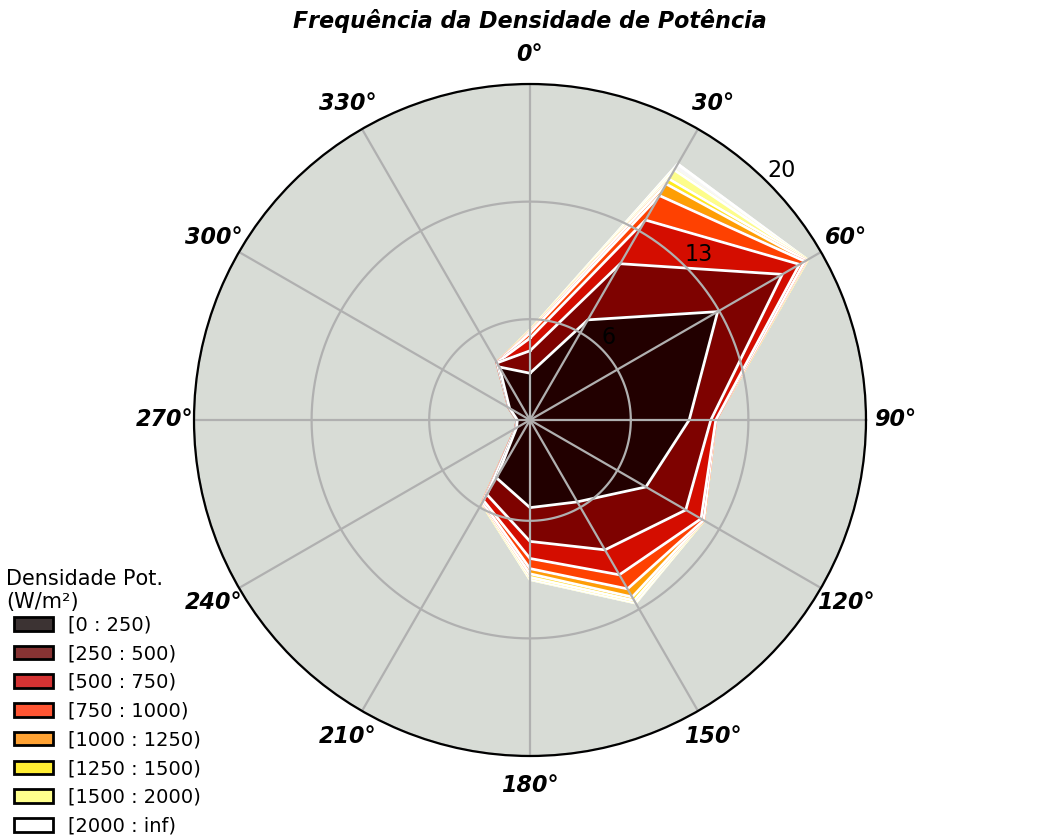 Frequência da Densidade de Potência
0°
330°
30°
20
300°
60°
13
6
270°
90°
240°
120°
210°
150°
180°
Densidade Pot.
(W/m²)
[0 : 250)
[250 : 500)
[500 : 750)
[750 : 1000)
[1000 : 1250)
[1250 : 1500)
[1500 : 2000)
[2000 : inf)